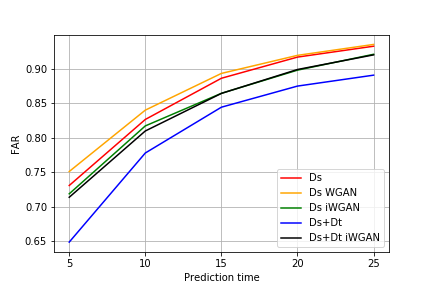 FAR
0.90
0.85
0.80
0.75
0.70
0.65
5 10 15 20 25
Prediction time
Ds
Ds WGAN
Ds iWGAN
Ds+Dt
Ds+Dt iWGAN